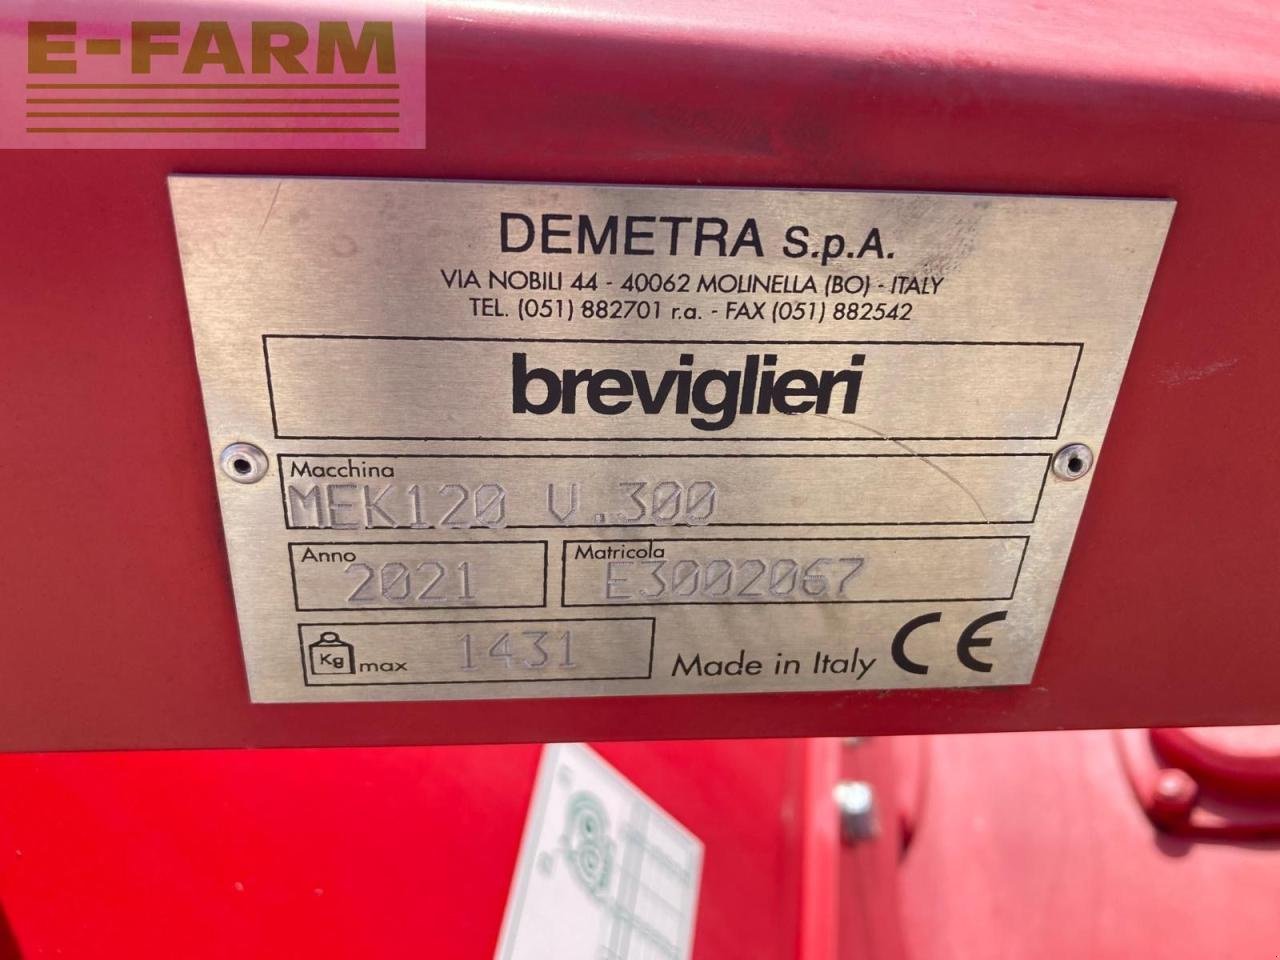 E-FARM
DEMETRA S.p.A.
VIA NOBILI 44 - 40062 MOLINELLA (BO) - ITALY
TEL. (051) 882701 r.a. - FAX (051) 882542
breviglieri
Macchina
MEK120 V.300
Anno
2021
Matricola
E3002067
Kg max 1431
Made in Italy CE